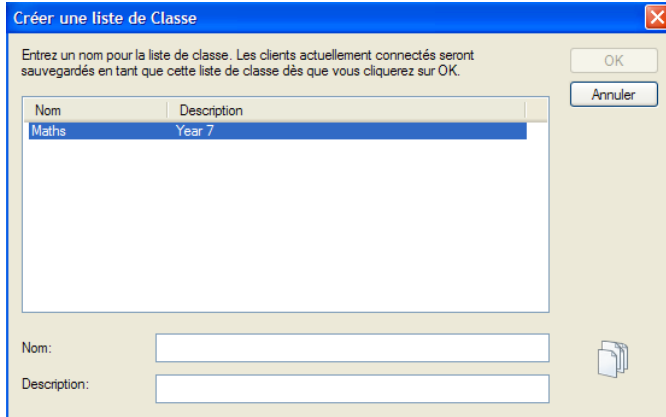 Créer une liste de Classe
Entrez un nom pour la liste de classe. Les clients actuellement connectés seront
sauvegardés en tant que cette liste de classe dès que vous cliquerez sur OK.
OK
Annuler
Nom Description
Maths Year 7
Nom:
Description: